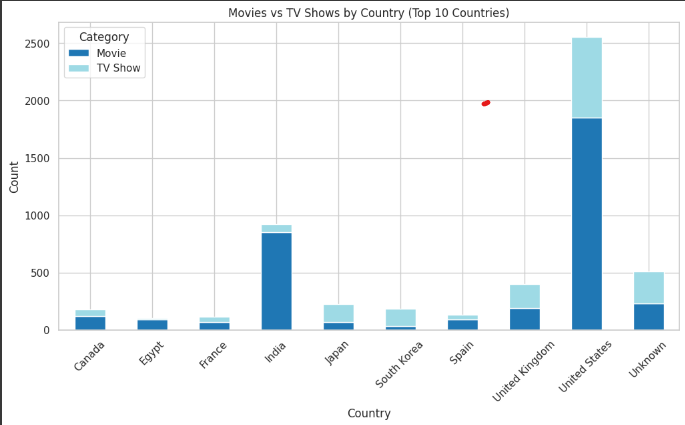 Movies vs TV Shows by Country (Top 10 Countries)
Category
Movie
TV Show
Count
2500
2000
1500
1000
500
0
Canada
Egypt
France
India
Japan
South Korea
Spain
United Kingdom
United States
Unknown
Country